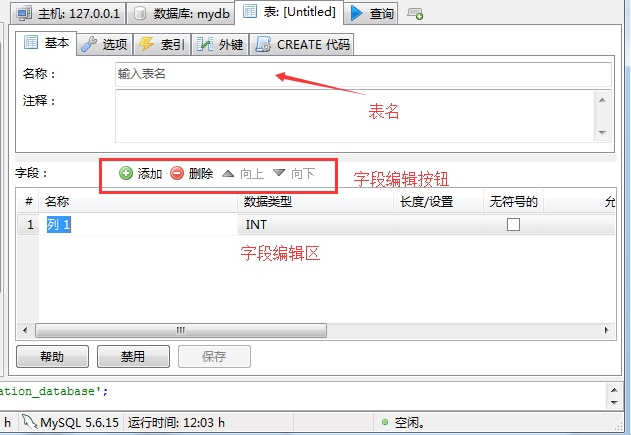 主机: 127.0.0.1 数据库: mydb 表: [Untitled] 查询
基本 选项 索引 外键 CREATE 代码
名称： 输入表名
注释：
表名
字段： 添加 删除 向上 向下
字段编辑按钮
# 名称 数据类型 长度/设置 无符号的 允
1 列 1 INT
字段编辑区
帮助 禁用 保存
ation_database';
h MySQL 5.6.15 运行时间: 12:03 h 空闲。